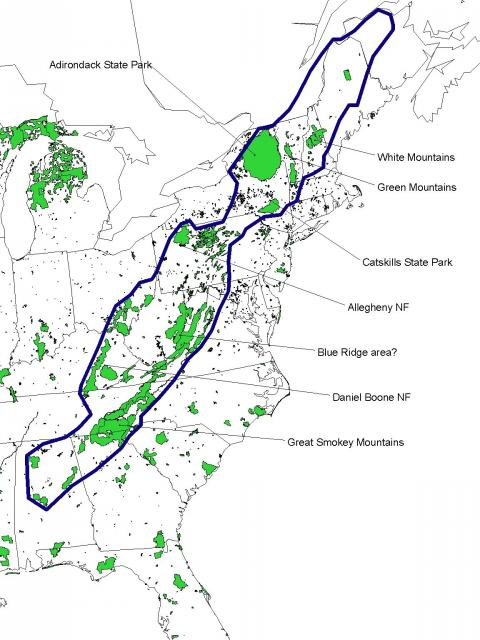 Adirondack State Park
White Mountains
Green Mountains
Catskills State Park
Allegheny NF
Blue Ridge area?
Daniel Boone NF
Great Smokey Mountains